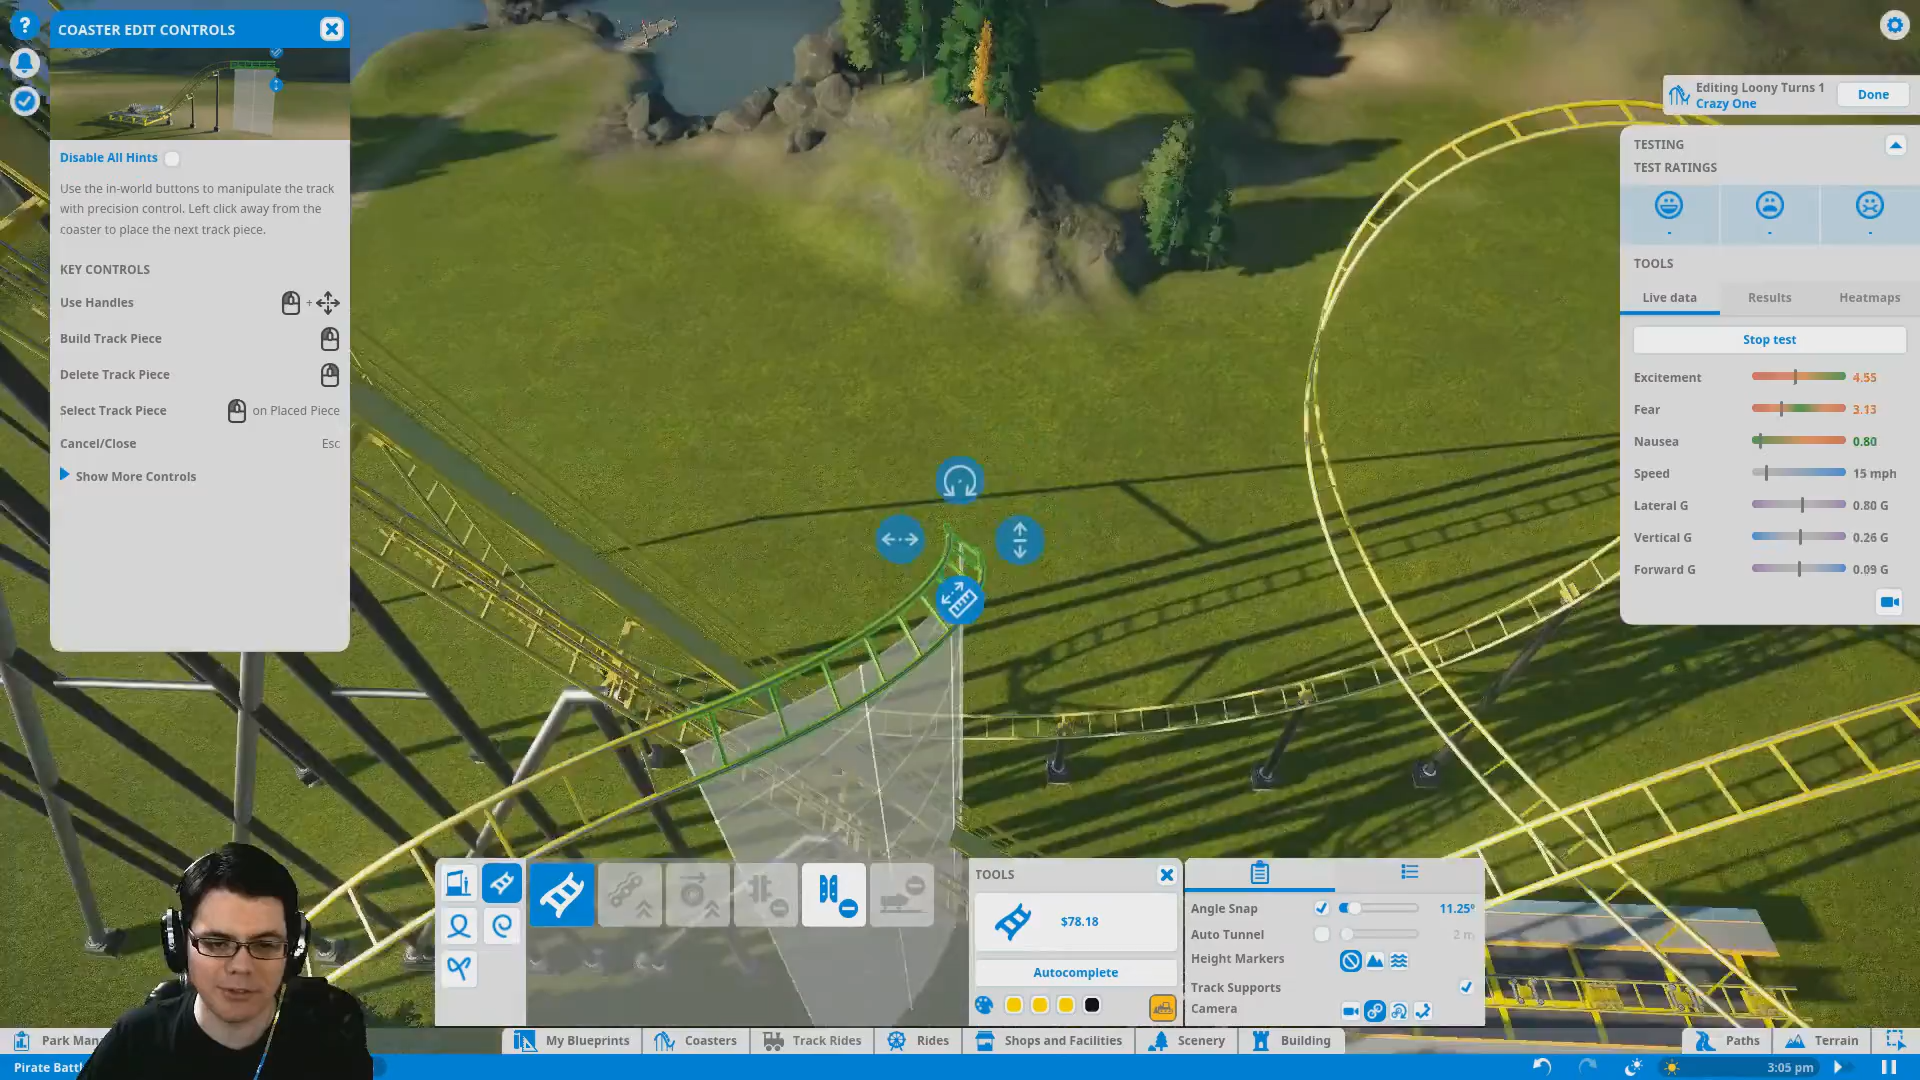 ?
COASTER EDIT CONTROLS
Disable All Hints
Use the in-world buttons to manipulate the track
with precision control. Left click away from the
coaster to place the next track piece.
KEY CONTROLS
Use Handles +
Build Track Piece
Delete Track Piece
Select Track Piece on Placed Piece
Cancel/Close Esc
Show More Controls
Editing Loony Turns 1
Crazy One
Done
TESTING
TEST RATINGS
- - -
TOOLS
Live data Results Heatmaps
Stop test
Excitement 4.55
Fear 3.13
Nausea 0.80
Speed 15 mph
Lateral G 0.80 G
Vertical G 0.26 G
Forward G 0.09 G
TOOLS
$78.18
Autocomplete
Angle Snap 11.25°
Auto Tunnel 2 m
Height Markers
Track Supports
Camera
Park Man
My Blueprints
Coasters
Track Rides
Rides
Shops and Facilities
Scenery
Building
Paths
Terrain
Pirate Battl
3:05 pm